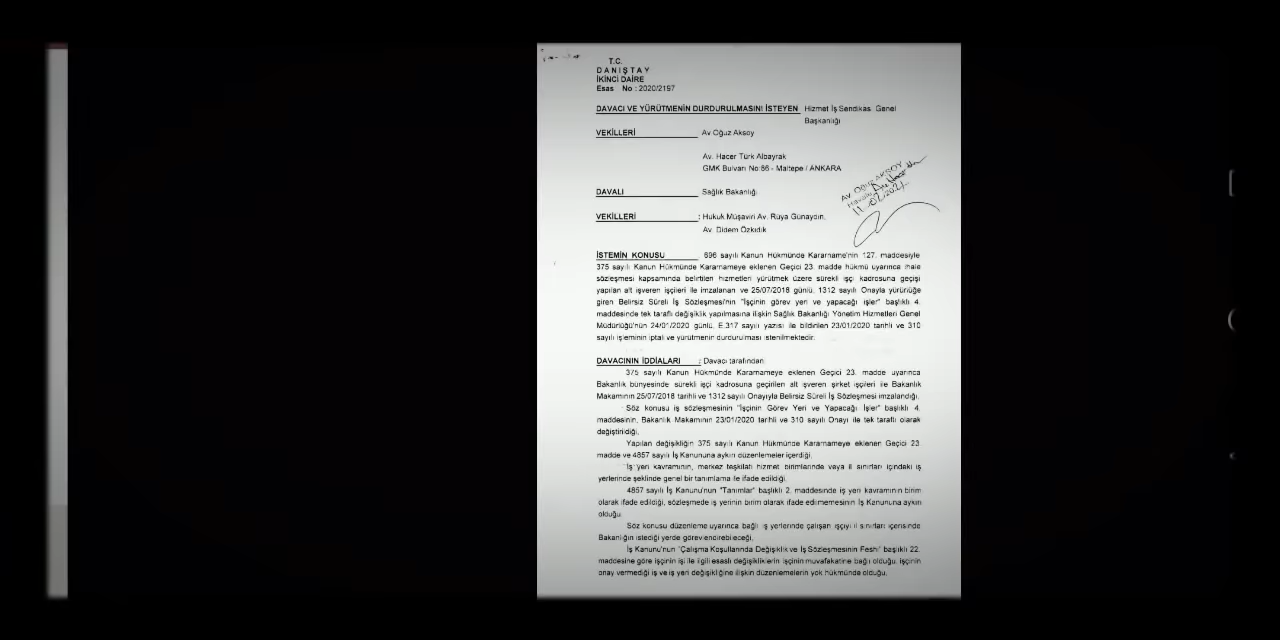 T.C.
DANIŞTAY
İKİNCİ DAİRE
Esas No : 2020/2197
DAVACI VE YÜRÜTMENİN DURDURULMASINI İSTEYEN Hizmet İş Sendikas Genel
Başkanlığı
VEKİLLERİ Av Oğuz Aksoy
Av. Hacer Türk Albayrak
GMK Bulvarı No:86 - Maltepe / ANKARA
Av. OĞUZ AKSOY
11.02.2021
DAVALI Sağlık Bakanlığı
VEKİLLERİ : Hukuk Müşaviri Av. Rüya Günaydın,
Av. Didem Özkıdık
İSTEMİN KONUSU 696 sayılı Kanun Hükmünde Kararname'nin 127. maddesiyle
375 sayılı Kanun Hükmünde Kararnameye eklenen Geçici 23. madde hükmü uyarınca ihale
sözleşmesi kapsamında belirtilen hizmetleri yürütmek üzere sürekli işçi kadrosuna geçişi
yapılan alt işveren işçileri ile imzalanan ve 25/07/2018 günlü, 1312 sayılı Onayla yürürlüğe
giren Belirsiz Süreli İş Sözleşmesi'nin "İşçinin görev yeri ve yapacağı işler" başlıklı 4.
maddesinde tek taraflı değişiklik yapılmasına ilişkin Sağlık Bakanlığı Yönetim Hizmetleri Genel
Müdürlüğü'nün 24/01/2020 günlü, E.317 sayılı yazısı ile bildirilen 23/01/2020 tarihli ve 310
sayılı işleminin iptali ve yürütmenin durdurulması istenilmektedir.
DAVACININ İDDİALARI : Davacı tarafından;
375 sayılı Kanun Hükmünde Karamameye eklenen Geçici 23. madde uyarınca
Bakanlık bünyesinde sürekli işçi kadrosuna geçirilen alt işveren şirket işçileri ile Bakanlık
Makamının 25/07/2018 tarihli ve 1312 sayılı Onayıyla Belirsiz Süreli İş Sözleşmesi imzalandığı,
Söz konusu iş sözleşmesinin "İşçinin Görev Yeri ve Yapacağı İşler" başlıklı 4.
maddesinin, Bakanlık Makamının 23/01/2020 tarihli ve 310 sayılı Onayı ile tek taraflı olarak
değiştirildiği,
Yapılan değişikliğin 375 sayılı Kanun Hükmünde Kararnameye eklenen Geçici 23.
madde ve 4857 sayılı İş Kanununa aykırı düzenlemeler içerdiği,
İş yeri kavramının, merkez teşkilatı hizmet birimlerinde veya il sınırları içindeki iş
yerlerinde şeklinde genel bir tanımlama ile ifade edildiği,
4857 sayılı İş Kanunu'nun "Tanımlar" başlıklı 2. maddesinde iş yeri kavramının birim
olarak ifade edildiği, sözleşmede iş yerinin birim olarak ifade edilmemesinin İş Kanununa aykırı
olduğu,
Söz konusu düzenleme uyarınca bağlı iş yerlerinde çalışan işçiyi il sınırları içerisinde
Bakanlığın istediği yerde görevlendirebileceği,
İş Kanunu'nun "Çalışma Koşullarında Değişiklik ve İş Sözleşmesinin Feshi" başlıklı 22.
maddesine göre işçinin işi ile ilgili esaslı değişikliklerin işçinin muvafakatine bağlı olduğu, işçinin
onay vermediği iş ve iş yeri değişikliğine ilişkin düzenlemelerin yok hükmünde olduğu,